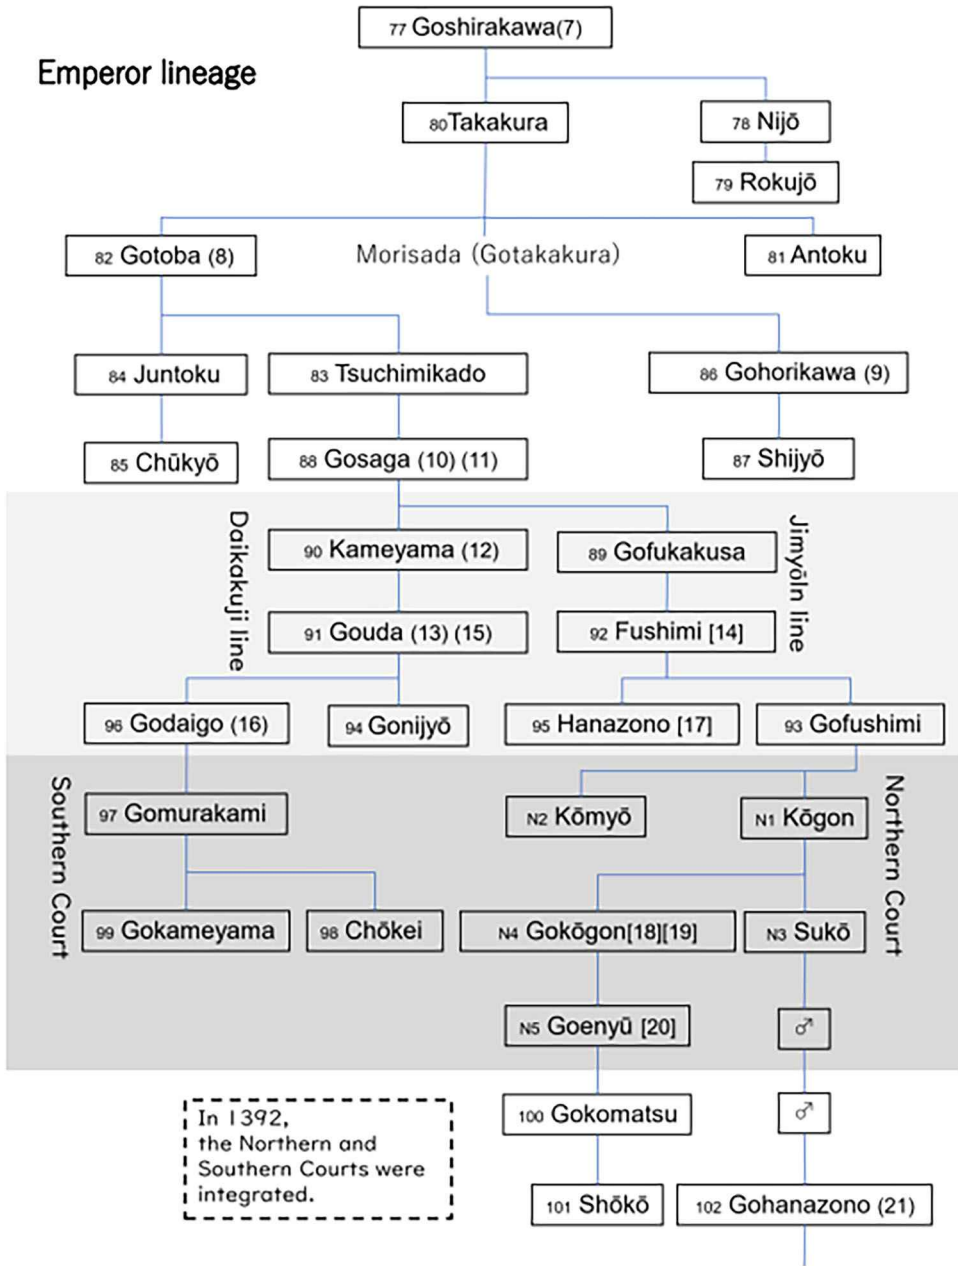 77 Goshirakawa(7)
Emperor lineage
80Takakura
78 Nijō
79 Rokujō
82 Gotoba (8)
Morisada (Gotakakura)
81 Antoku
84 Juntoku
83 Tsuchimikado
86 Gohorikawa (9)
85 Chūkyō
88 Gosaga (10) (11)
87 Shijyō
Daikakuji line
90 Kameyama (12)
89 Gofukakusa
JimyōIn line
91 Gouda (13) (15)
92 Fushimi [14]
96 Godaigo (16)
94 Gonijyō
95 Hanazono [17]
93 Gofushimi
Southern Court
97 Gomurakami
N2 Kōmyō
N1 Kōgon
Northern Court
99 Gokameyama
98 Chōkei
N4 Gokōgon[18][19]
N3 Sukō
N5 Goenyū [20]
♂
In 1392,
the Northern and
Southern Courts were
integrated.
100 Gokomatsu
♂
101 Shōkō
102 Gohanazono (21)